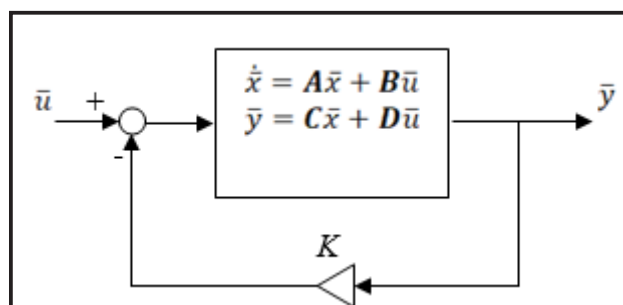 ẋ̄ = Ax̄ + Bū
ū + ȳ
ȳ = Cx̄ + Dū
-
K